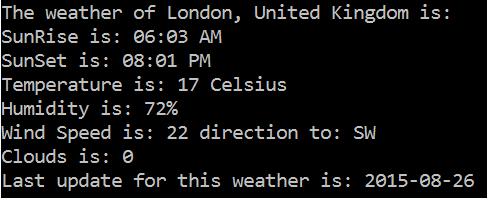 The weather of London, United Kingdom is:
SunRise is: 06:03 AM
SunSet is: 08:01 PM
Temperature is: 17 Celsius
Humidity is: 72%
Wind Speed is: 22 direction to: SW
Clouds is: 0
Last update for this weather is: 2015-08-26